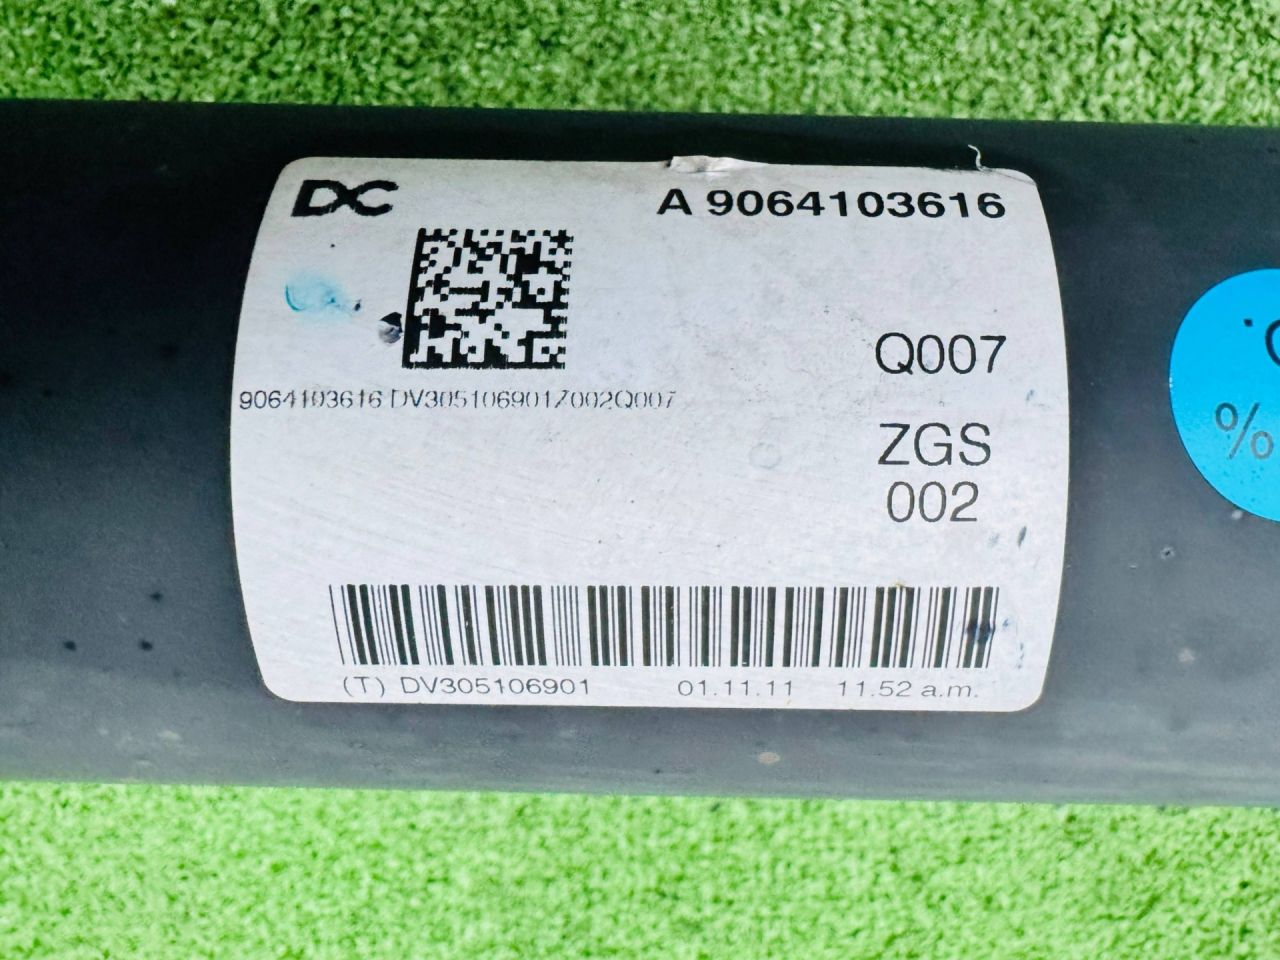 DC
A 9064103616
Q007
9064103616 DV305106901Z002Q007
ZGS
002
(T) DV305106901 01.11.11 11.52 a.m.
%